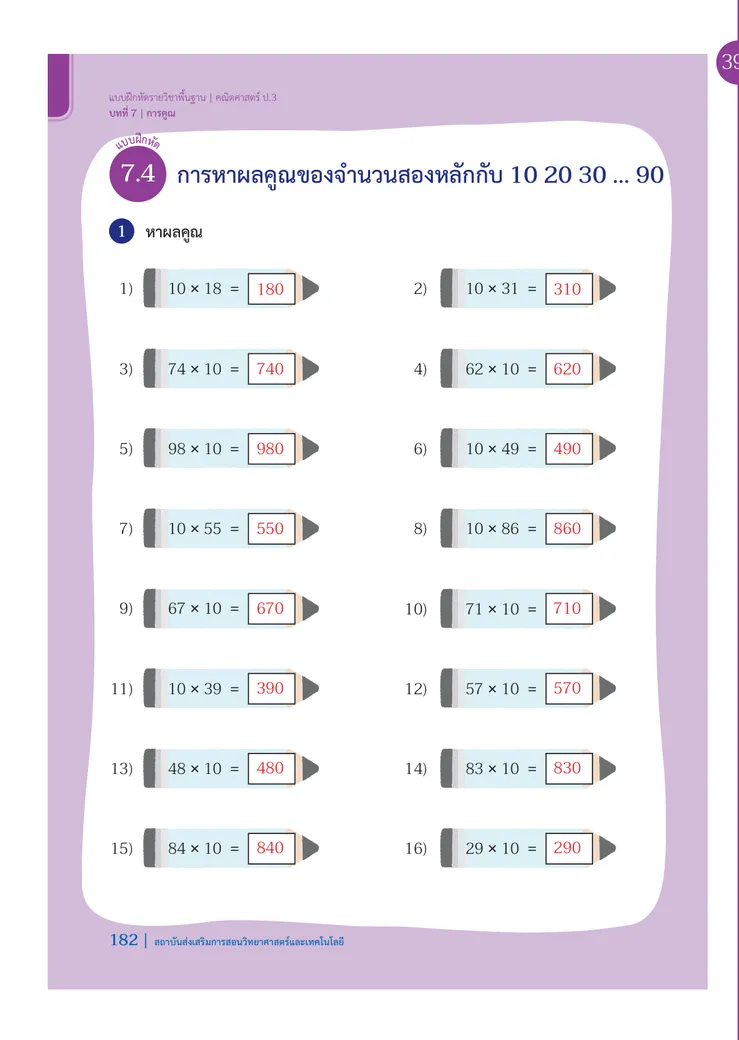 39
แบบฝึกหัดรายวิชาพื้นฐาน | คณิตศาสตร์ ป.3
บทที่ 7 | การคูณ
แบบฝึกหัด
7.4 การหาผลคูณของจำนวนสองหลักกับ 10 20 30 ... 90
1 หาผลคูณ
1) 10 × 18 = 180
2) 10 × 31 = 310
3) 74 × 10 = 740
4) 62 × 10 = 620
5) 98 × 10 = 980
6) 10 × 49 = 490
7) 10 × 55 = 550
8) 10 × 86 = 860
9) 67 × 10 = 670
10) 71 × 10 = 710
11) 10 × 39 = 390
12) 57 × 10 = 570
13) 48 × 10 = 480
14) 83 × 10 = 830
15) 84 × 10 = 840
16) 29 × 10 = 290
182 | สถาบันส่งเสริมการสอนวิทยาศาสตร์และเทคโนโลยี